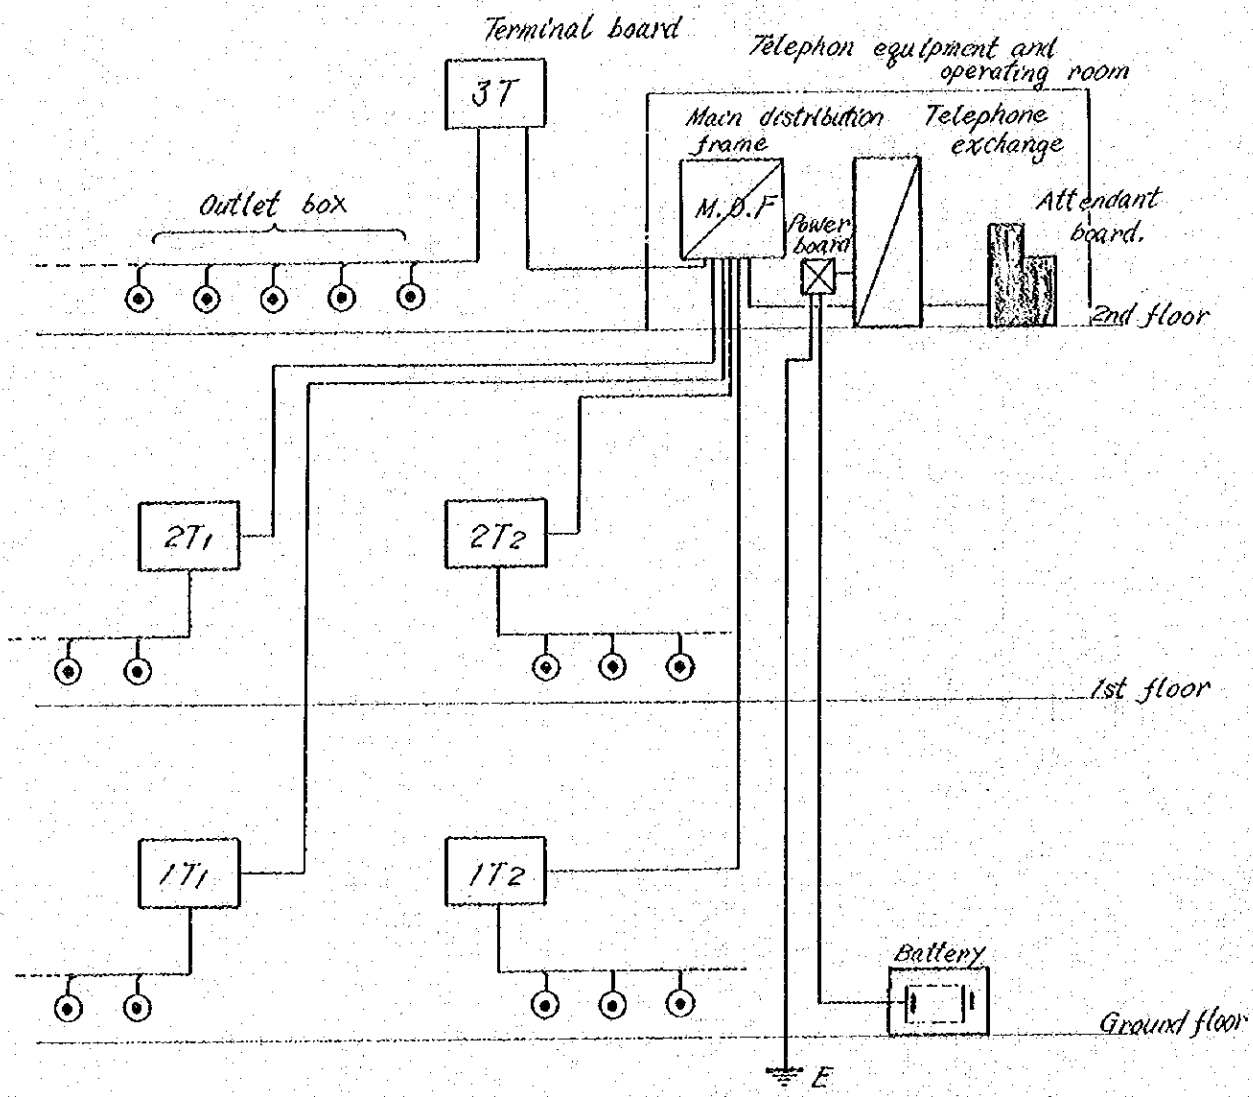 Terminal board
3T
Telephon equipment and
operating room
Main distribution
frame
M.D.F
Telephone
exchange
Power
board
Attendant
board.
Outlet box
2nd floor
2T1
2T2
1st floor
1T1
1T2
Battery
Ground floor
E